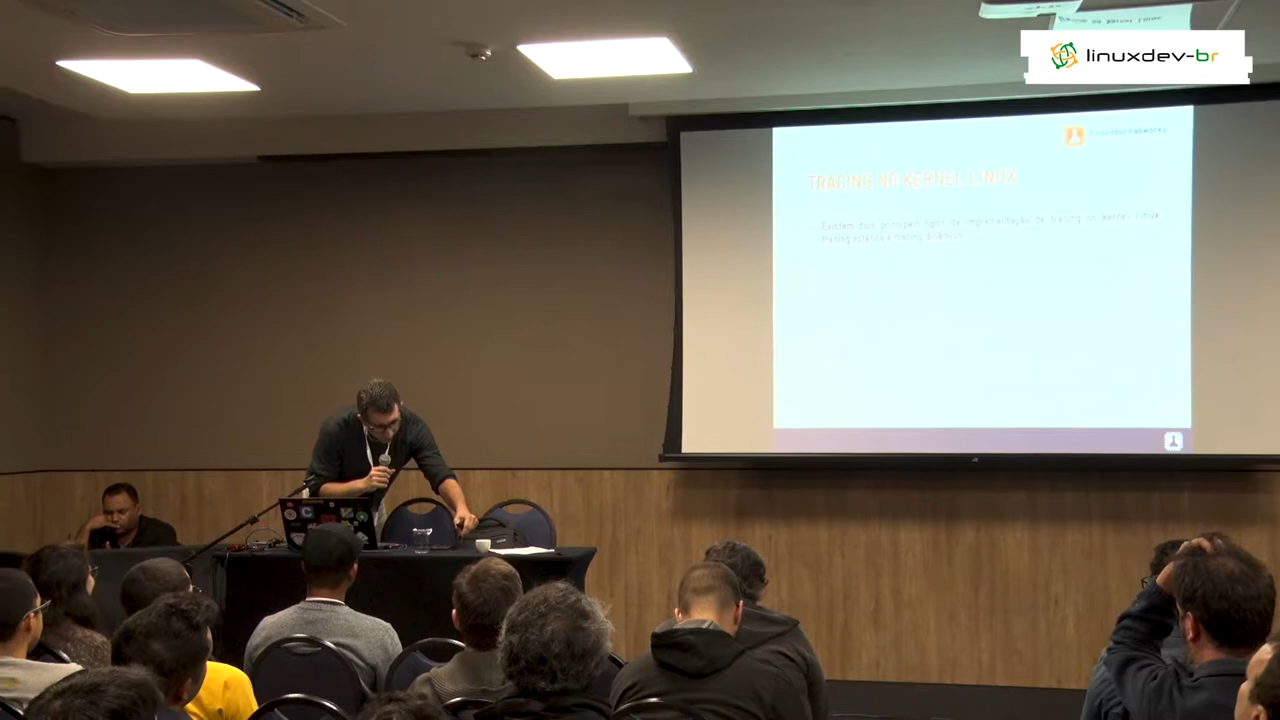 linuxdev-br
Labworks
TRACING NO KERNEL LINUX
Existem dois principais tipos de implementação de tracing no kernel Linux:
tracing estático e tracing dinâmico.